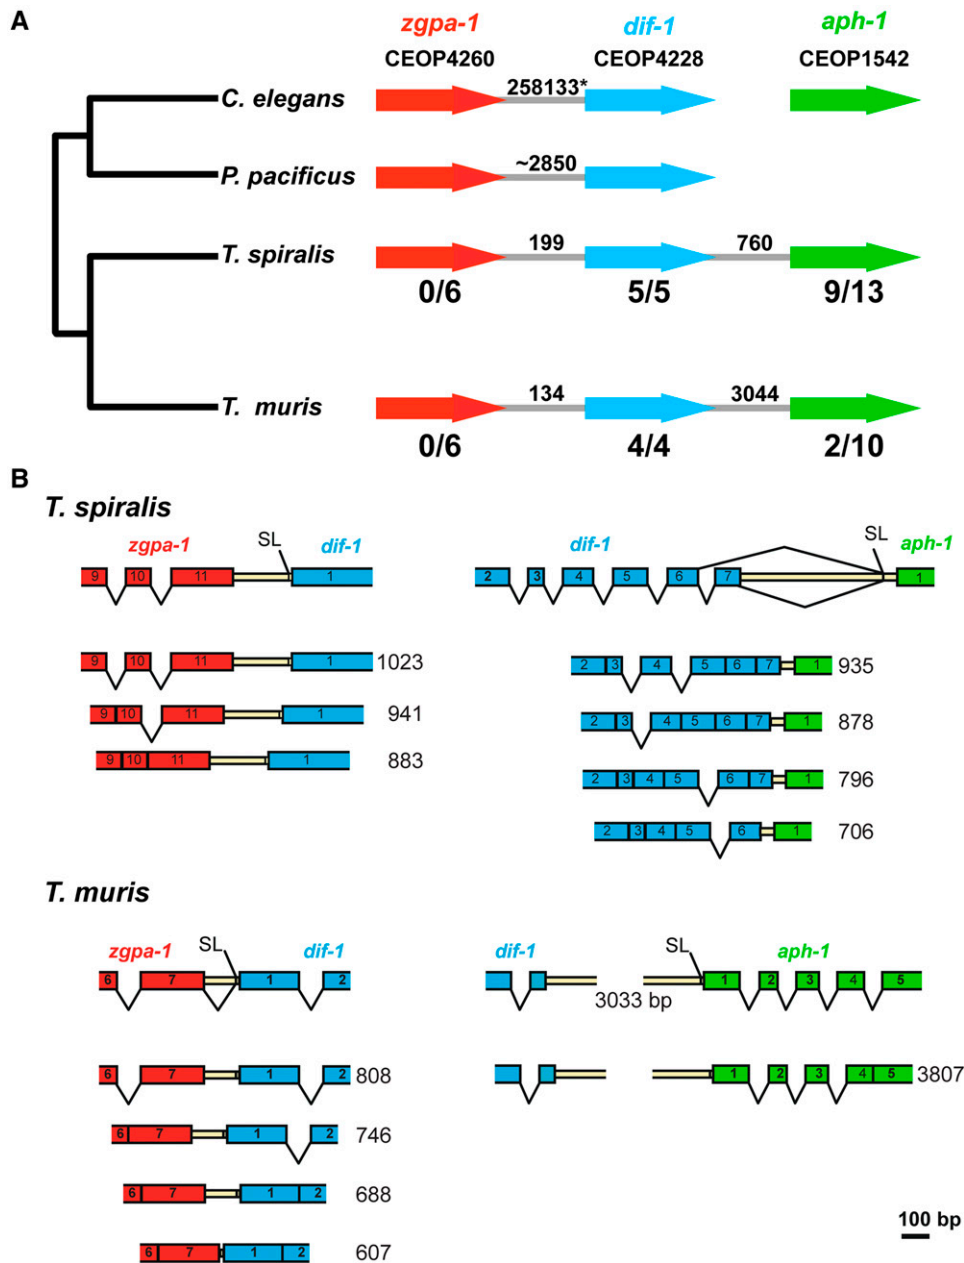 A
zgpa-1 dif-1 aph-1
CEOP4260 CEOP4228 CEOP1542
C. elegans 258133*
P. pacificus ~2850
T. spiralis 199 760
0/6 5/5 9/13
T. muris 134 3044
0/6 4/4 2/10
B
T. spiralis
zgpa-1 SL dif-1 dif-1 SL aph-1
9 10 11 1 2 3 4 5 6 7 1
9 10 11 1 1023 2 3 4 5 6 7 1 935
9 10 11 1 941 2 3 4 5 6 7 1 878
9 10 11 1 883 2 3 4 5 6 7 1 796
2 3 4 5 6 1 706
T. muris
zgpa-1 SL dif-1 dif-1 SL aph-1
6 7 1 2 3033 bp 1 2 3 4 5
6 7 1 2 808 1 2 3 4 5 3807
6 7 1 2 746
6 7 1 2 688
6 7 1 2 607
100 bp